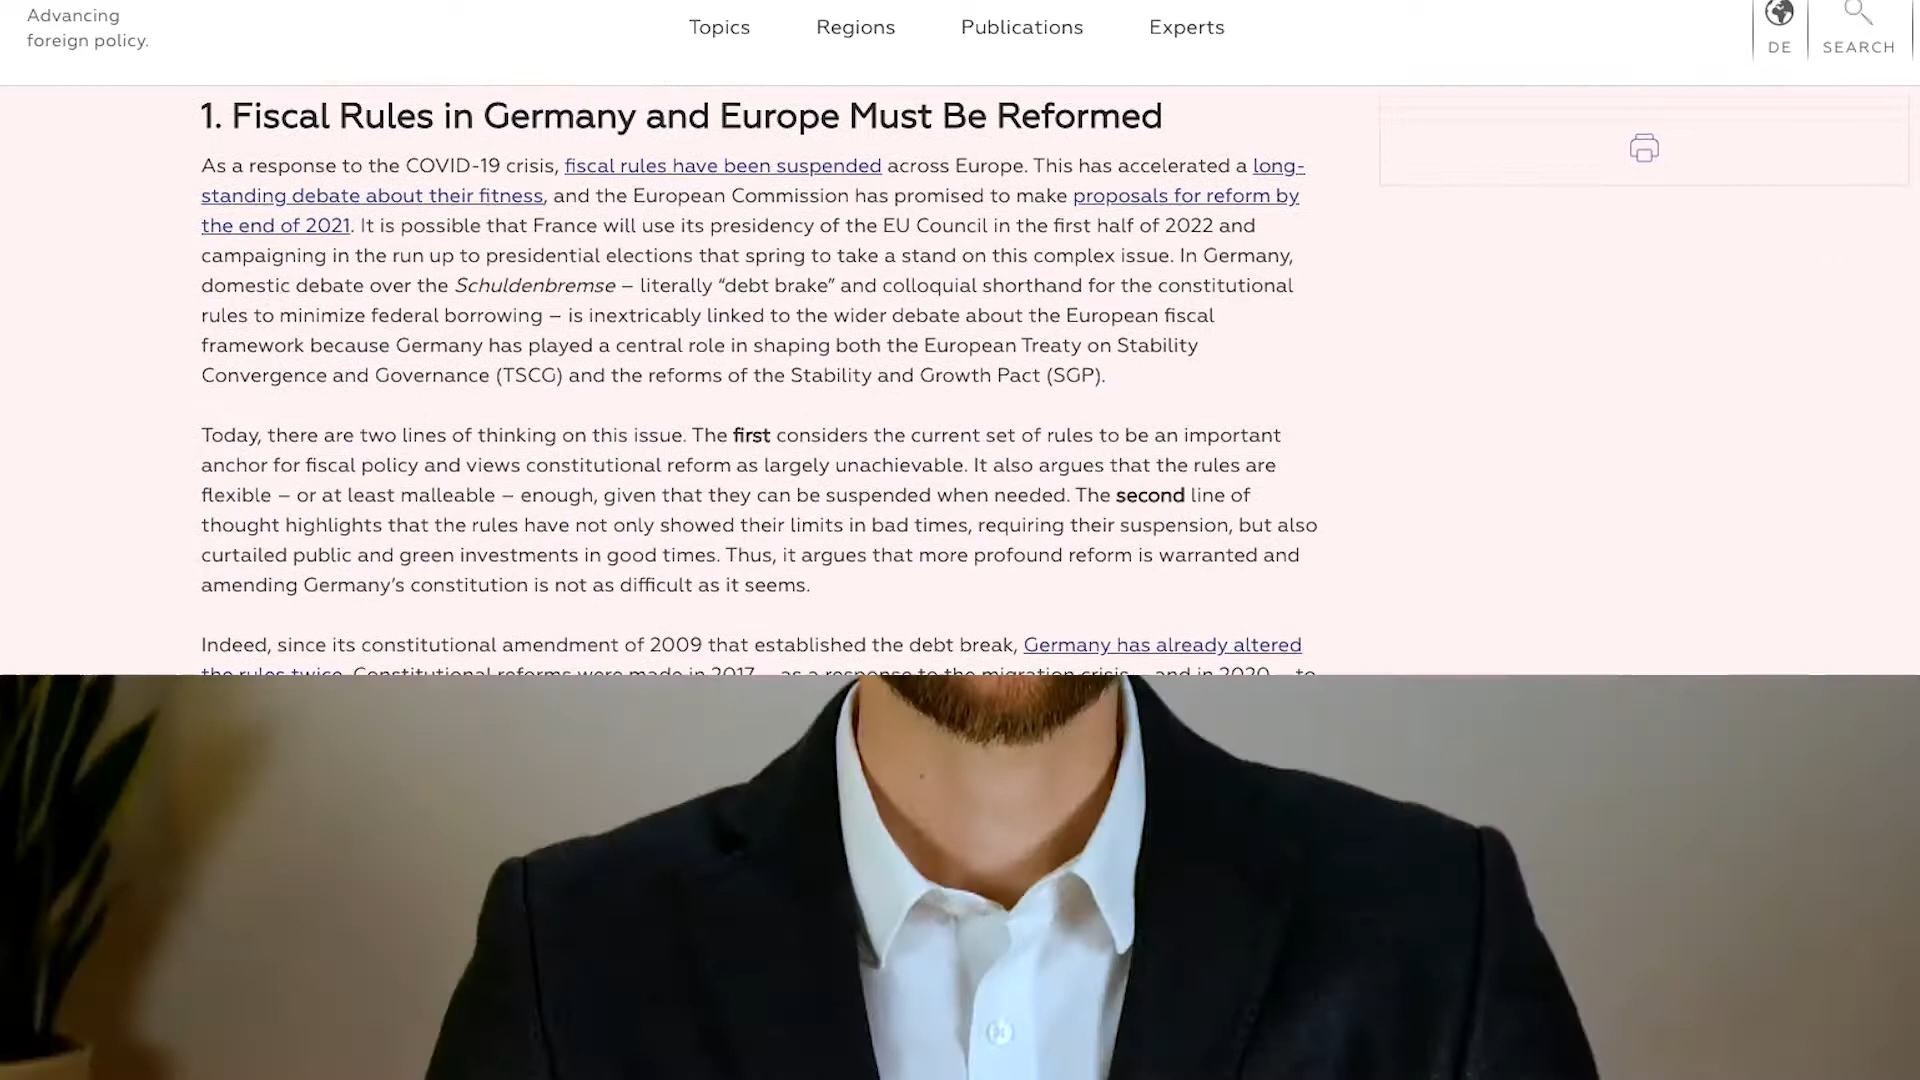 Advancing
foreign policy.
Topics
Regions
Publications
Experts
DE
SEARCH
1. Fiscal Rules in Germany and Europe Must Be Reformed
As a response to the COVID-19 crisis, fiscal rules have been suspended across Europe. This has accelerated a long-
standing debate about their fitness, and the European Commission has promised to make proposals for reform by
the end of 2021. It is possible that France will use its presidency of the EU Council in the first half of 2022 and
campaigning in the run up to presidential elections that spring to take a stand on this complex issue. In Germany,
domestic debate over the Schuldenbremse – literally “debt brake” and colloquial shorthand for the constitutional
rules to minimize federal borrowing – is inextricably linked to the wider debate about the European fiscal
framework because Germany has played a central role in shaping both the European Treaty on Stability
Convergence and Governance (TSCG) and the reforms of the Stability and Growth Pact (SGP).
Today, there are two lines of thinking on this issue. The first considers the current set of rules to be an important
anchor for fiscal policy and views constitutional reform as largely unachievable. It also argues that the rules are
flexible – or at least malleable – enough, given that they can be suspended when needed. The second line of
thought highlights that the rules have not only showed their limits in bad times, requiring their suspension, but also
curtailed public and green investments in good times. Thus, it argues that more profound reform is warranted and
amending Germany’s constitution is not as difficult as it seems.
Indeed, since its constitutional amendment of 2009 that established the debt break, Germany has already altered
the rules twice. Constitutional reforms were made in 2017 – as a response to the migration crisis – and in 2020 – to